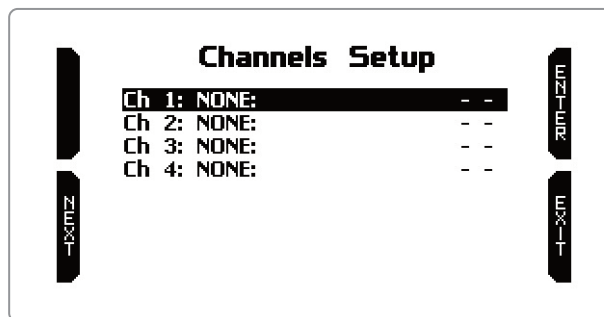 Channels Setup
Ch 1: NONE: - -
Ch 2: NONE: - -
Ch 3: NONE: - -
Ch 4: NONE: - -
ENTER
NEXT
EXIT